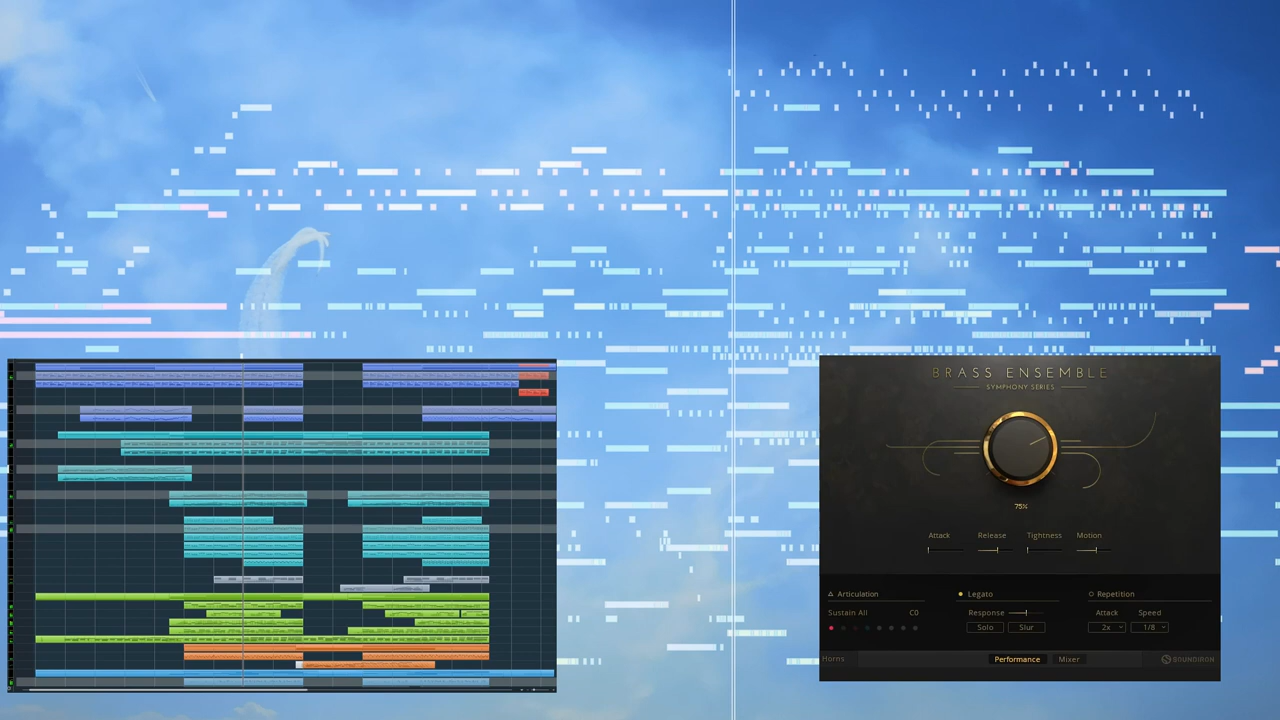 BRASS ENSEMBLE
SYMPHONY SERIES
75%
Attack Release Tightness Motion
Articulation Legato Repetition
Sustain All C0 Response Attack Speed
Solo Slur 2x 1/8
Horns Performance Mixer SOUNDIRON